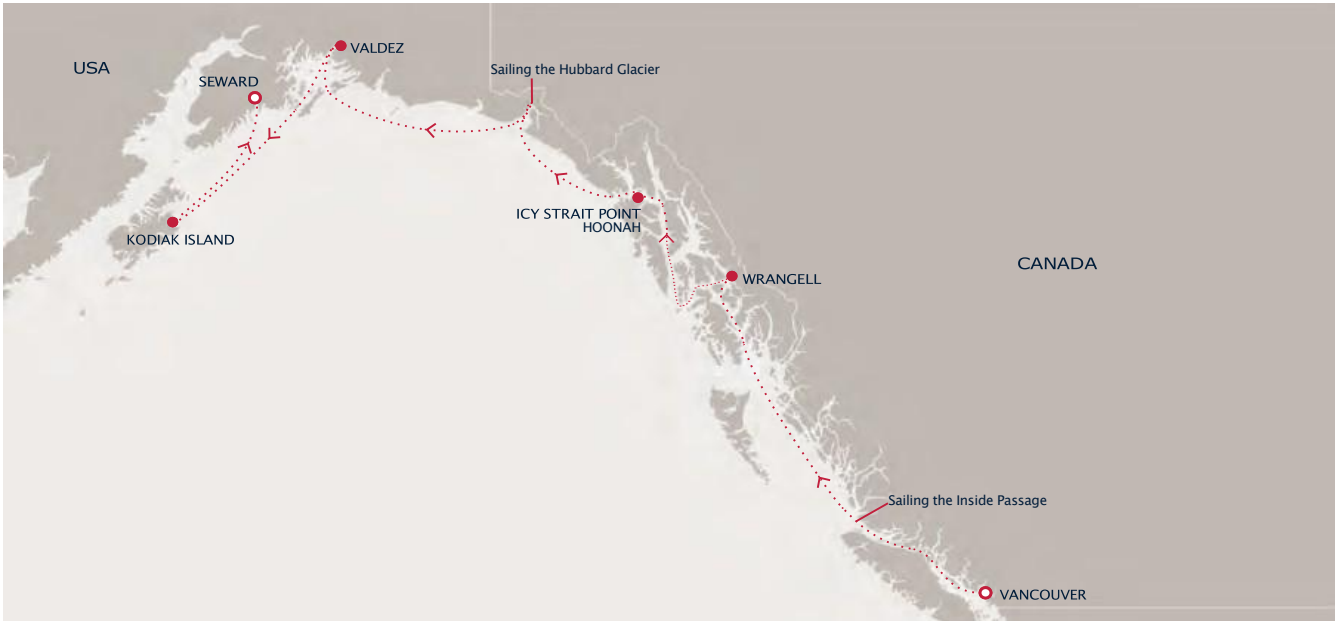 VALDEZ
USA
Sailing the Hubbard Glacier
SEWARD
ICY STRAIT POINT
HOONAH
KODIAK ISLAND
CANADA
WRANGELL
Sailing the Inside Passage
VANCOUVER